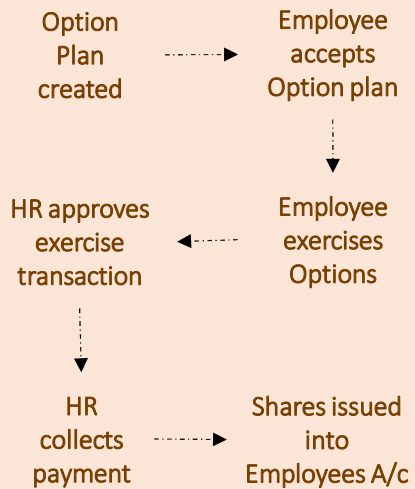 Option
Plan
created
Employee
accepts
Option plan
Employee
exercises
Options
HR approves
exercise
transaction
HR
collects
payment
Shares issued
into
Employees A/c